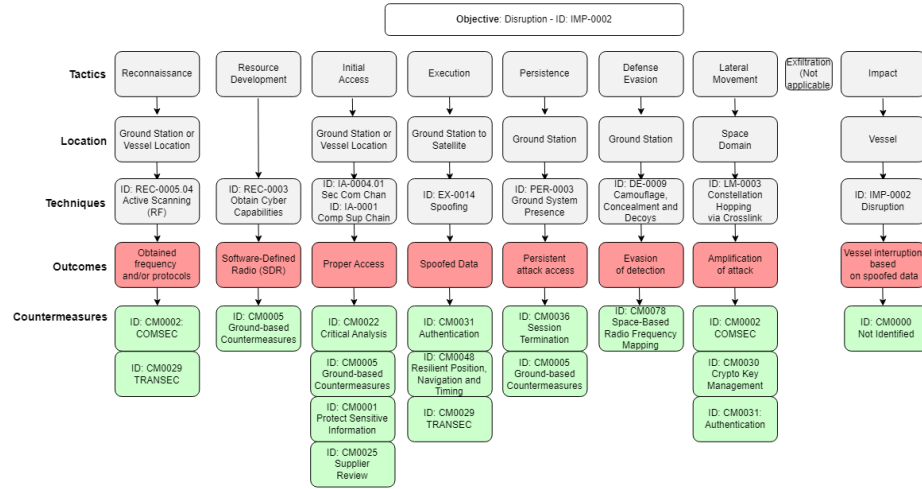 Objective: Disruption - ID: IMP-0002
Tactics
Reconnaissance
Resource
Development
Initial
Access
Execution
Persistence
Defense
Evasion
Lateral
Movement
Exfiltration
(Not
applicable
Impact
Location
Ground Station or
Vessel Location
Ground Station or
Vessel Location
Ground Station to
Satellite
Ground Station
Ground Station
Space
Domain
Vessel
Techniques
ID: REC-0005.04
Active Scanning
(RF)
ID: REC-0003
Obtain Cyber
Capabilities
ID: IA-0004.01
Sec Com Chan
ID: IA-0001
Comp Sup Chain
ID: EX-0014
Spoofing
ID: PER-0003
Ground System
Presence
ID: DE-0009
Camouflage,
Concealment and
Decoys
ID: LM-0003
Constellation
Hopping
via Crosslink
ID: IMP-0002
Disruption
Outcomes
Obtained
frequency
and/or protocols
Software-Defined
Radio (SDR)
Proper Access
Spoofed Data
Persistent
attack access
Evasion
of detection
Amplification
of attack
Vessel interruption
based
on spoofed data
Countermeasures
ID: CM0002:
COMSEC
ID: CM0029
TRANSEC
ID: CM0005
Ground-based
Countermeasures
ID: CM0022
Critical Analysis
ID: CM0005
Ground-based
Countermeasures
ID: CM0001
Protect Sensitive
Information
ID: CM0025
Supplier
Review
ID: CM0031
Authentication
ID: CM0048
Resilient Position,
Navigation and
Timing
ID: CM0029
TRANSEC
ID: CM0036
Session
Termination
ID: CM0005
Ground-based
Countermeasures
ID: CM0078
Space-Based
Radio Frequency
Mapping
ID: CM0002
COMSEC
ID: CM0030
Crypto Key
Management
ID: CM0031:
Authentication
ID: CM0000
Not Identified